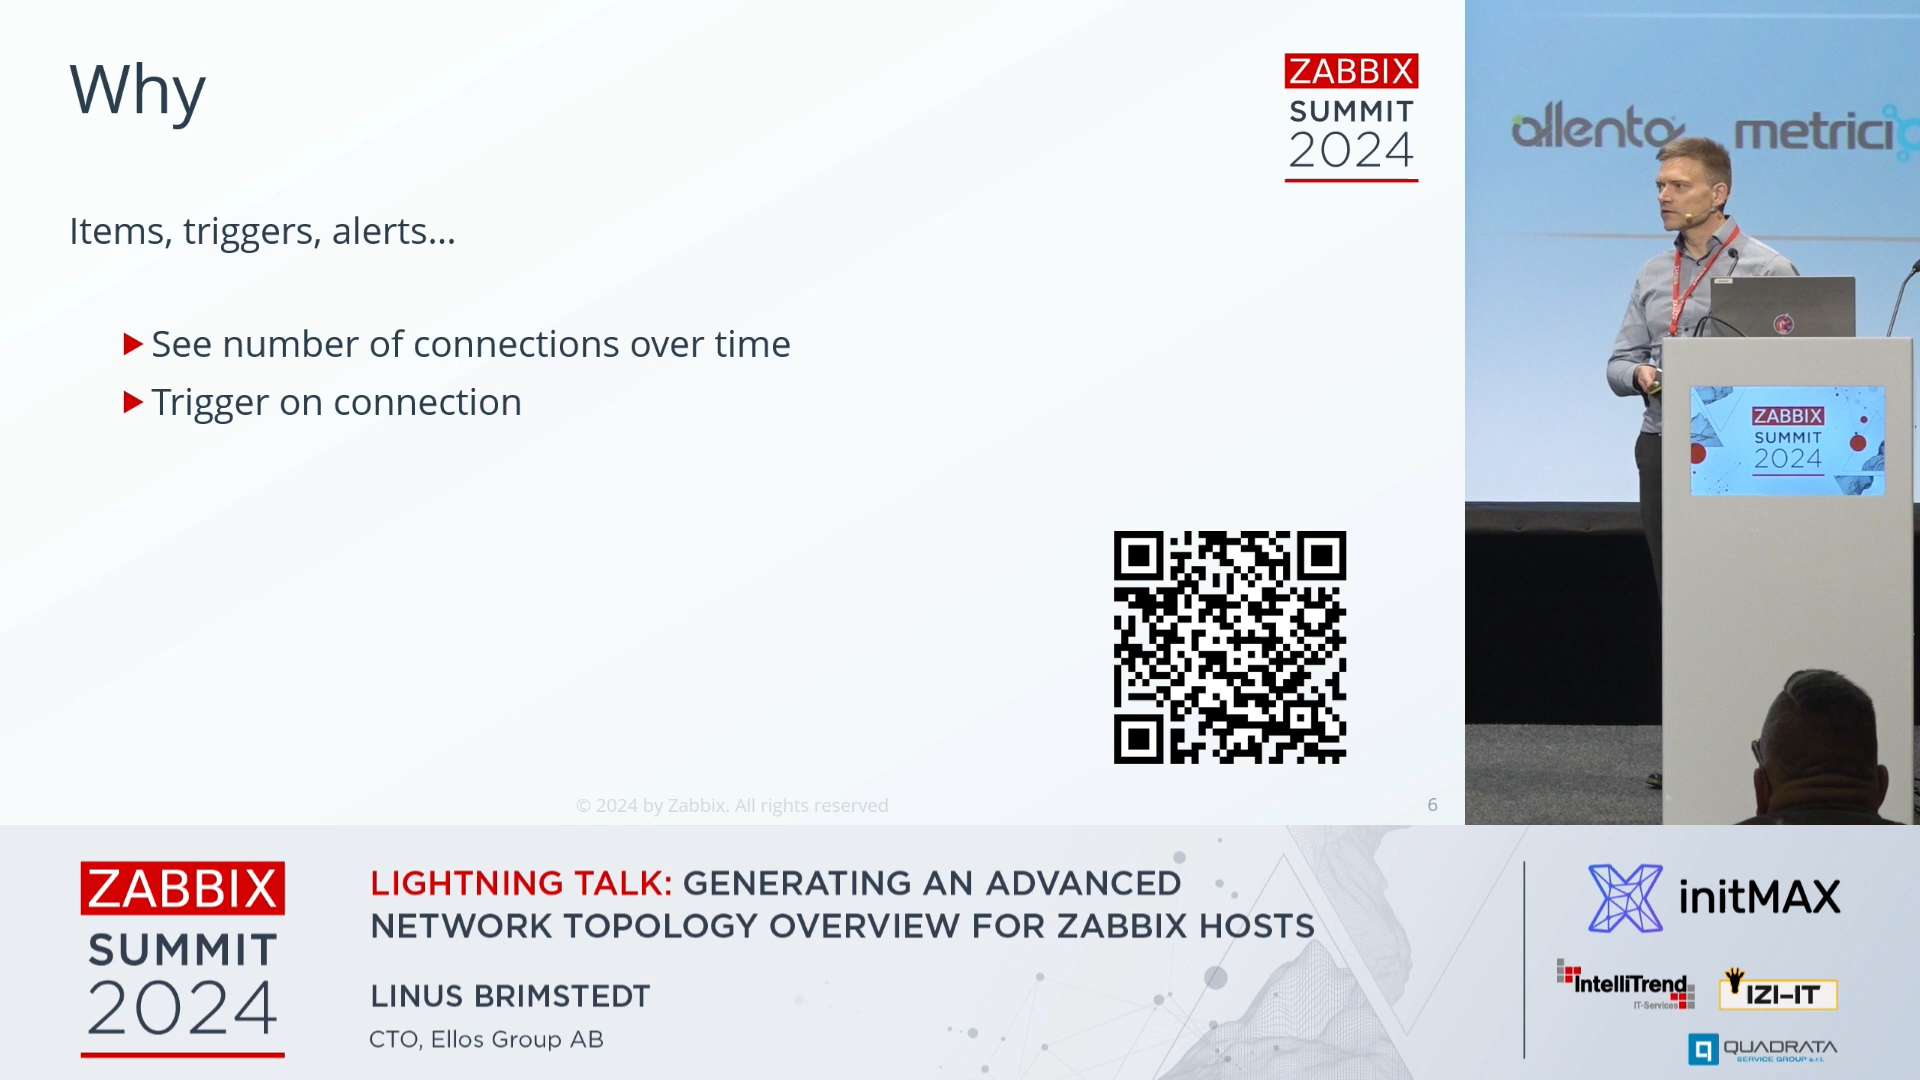 Why
ZABBIX
SUMMIT
2024
Items, triggers, alerts...
See number of connections over time
Trigger on connection
© 2024 by Zabbix. All rights reserved
6
allento
metrici
ZABBIX
SUMMIT
2024
ZABBIX
SUMMIT
2024
LIGHTNING TALK: GENERATING AN ADVANCED
NETWORK TOPOLOGY OVERVIEW FOR ZABBIX HOSTS
LINUS BRIMSTEDT
CTO, Ellos Group AB
initMAX
IntelliTrend
IT-Services
IZI-IT
QUADRATA
SERVICE GROUP s.r.l.